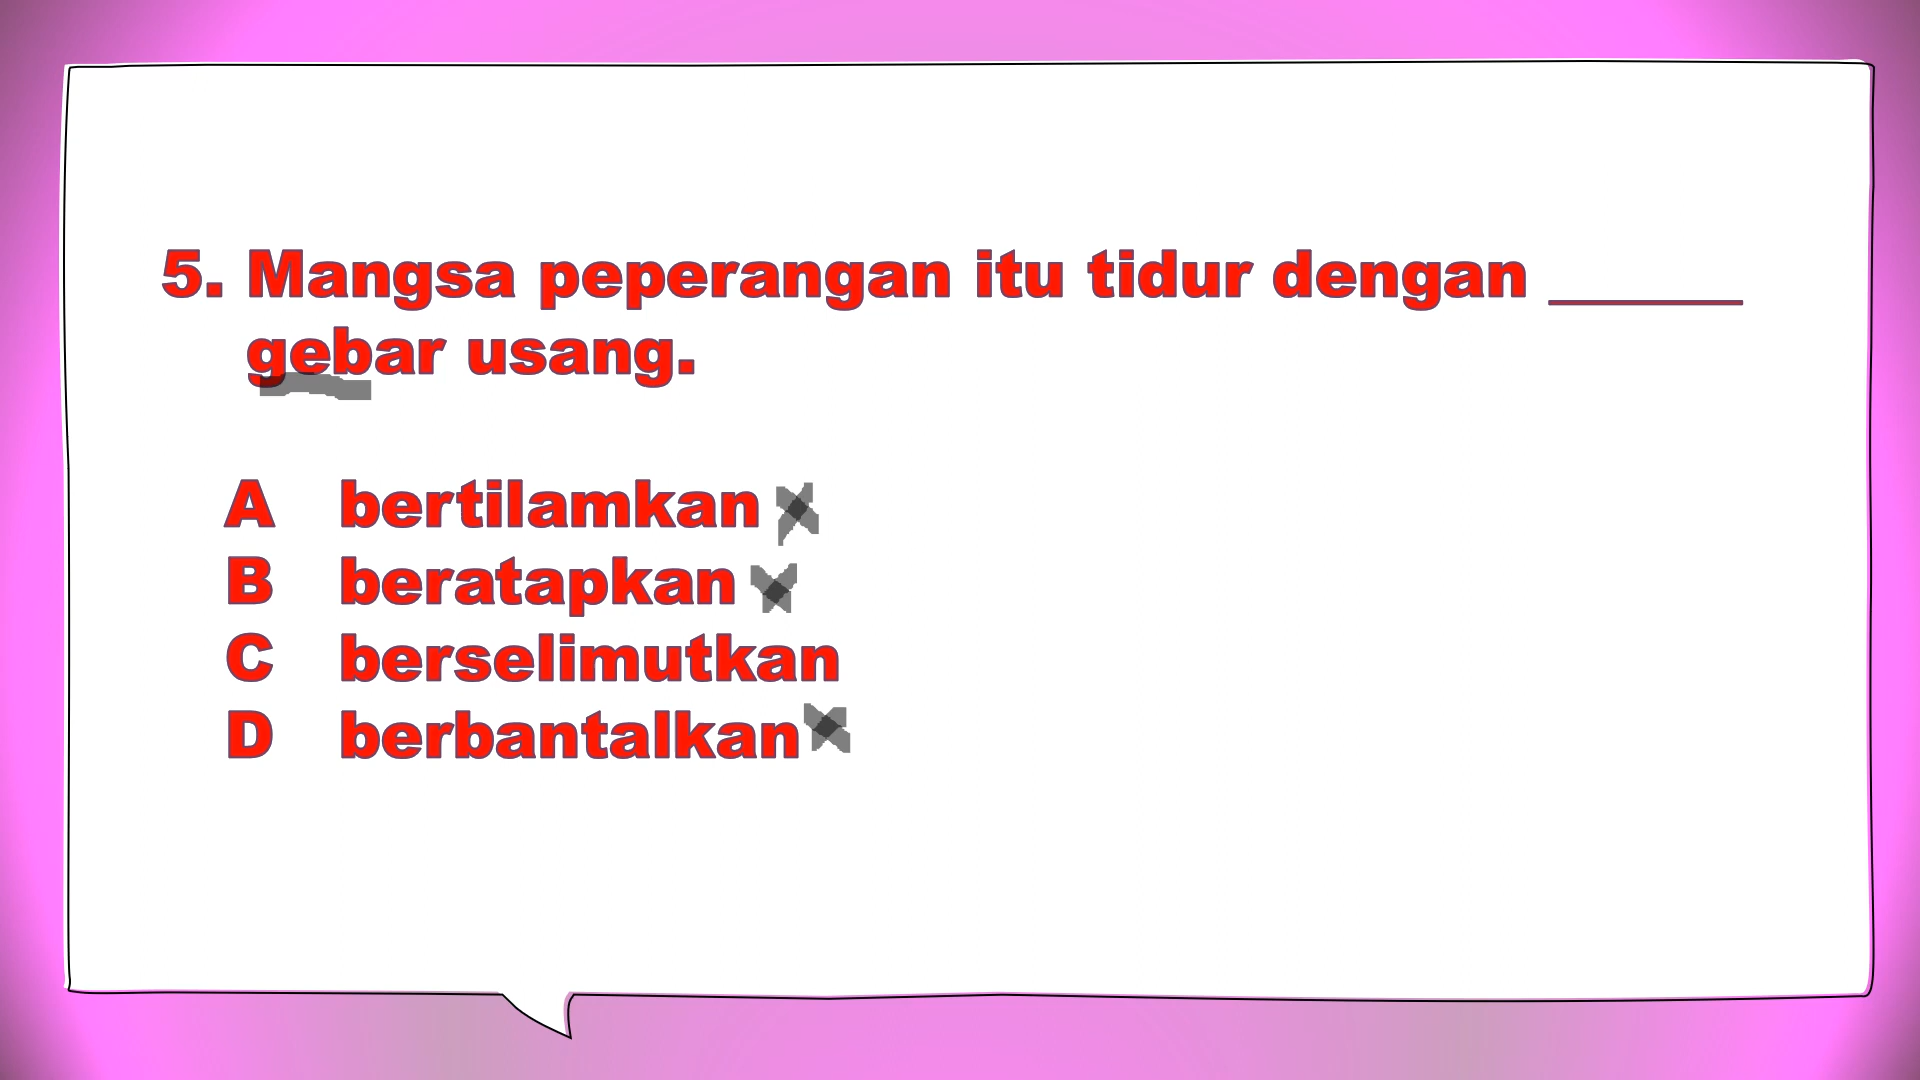 5. Mangsa peperangan itu tidur dengan ______
gebar usang.
A bertilamkan
B beratapkan
C berselimutkan
D berbantalkan